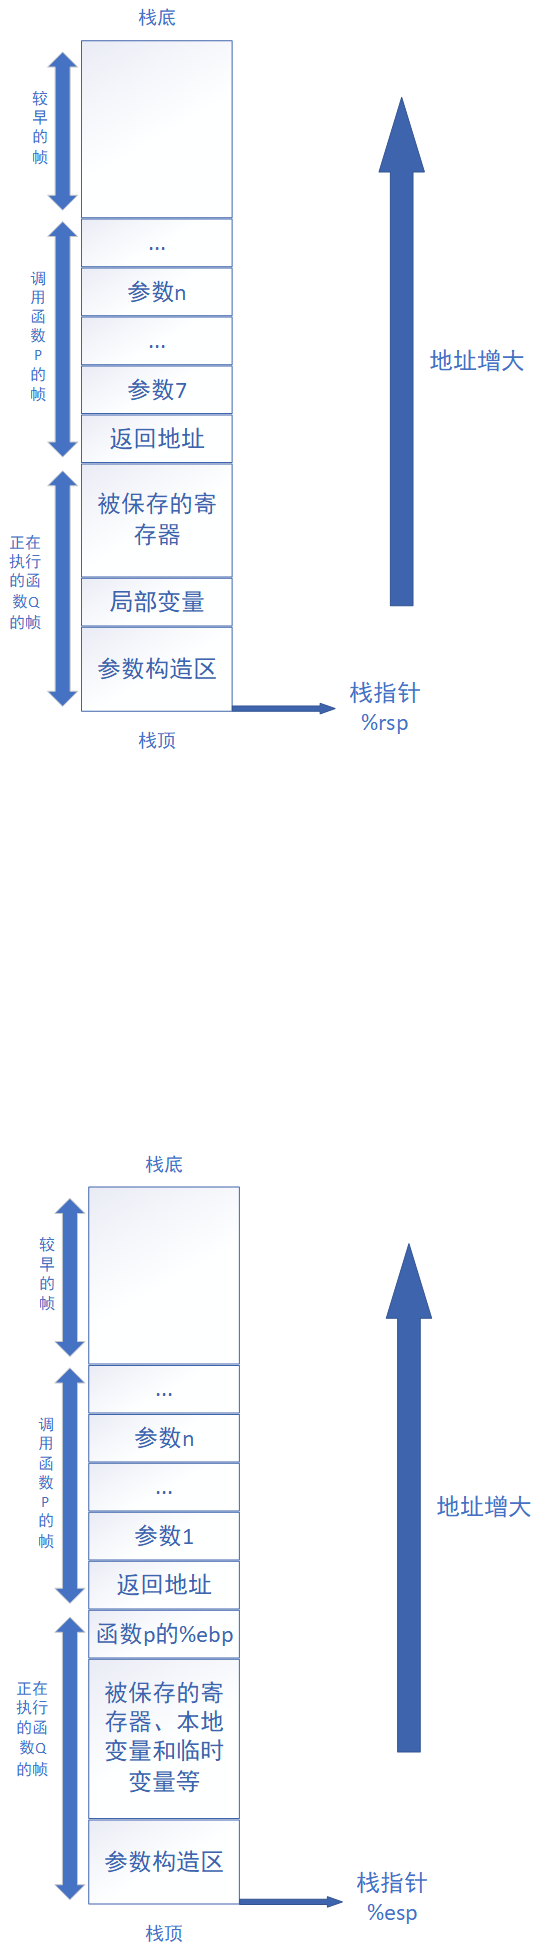 栈底
较
早
的
帧
...
参数n
调
用
函
数
P
的
帧
...
参数7
返回地址
地址增大
被保存的寄
存器
正在
执行
的函
数Q
的帧
局部变量
参数构造区
栈指针
%rsp
栈顶
栈底
较
早
的
帧
...
参数n
调
用
函
数
P
的
帧
...
参数1
返回地址
地址增大
函数p的%ebp
被保存的寄
存器、本地
变量和临时
变量等
正在
执行
的函
数Q
的帧
参数构造区
栈指针
%esp
栈顶